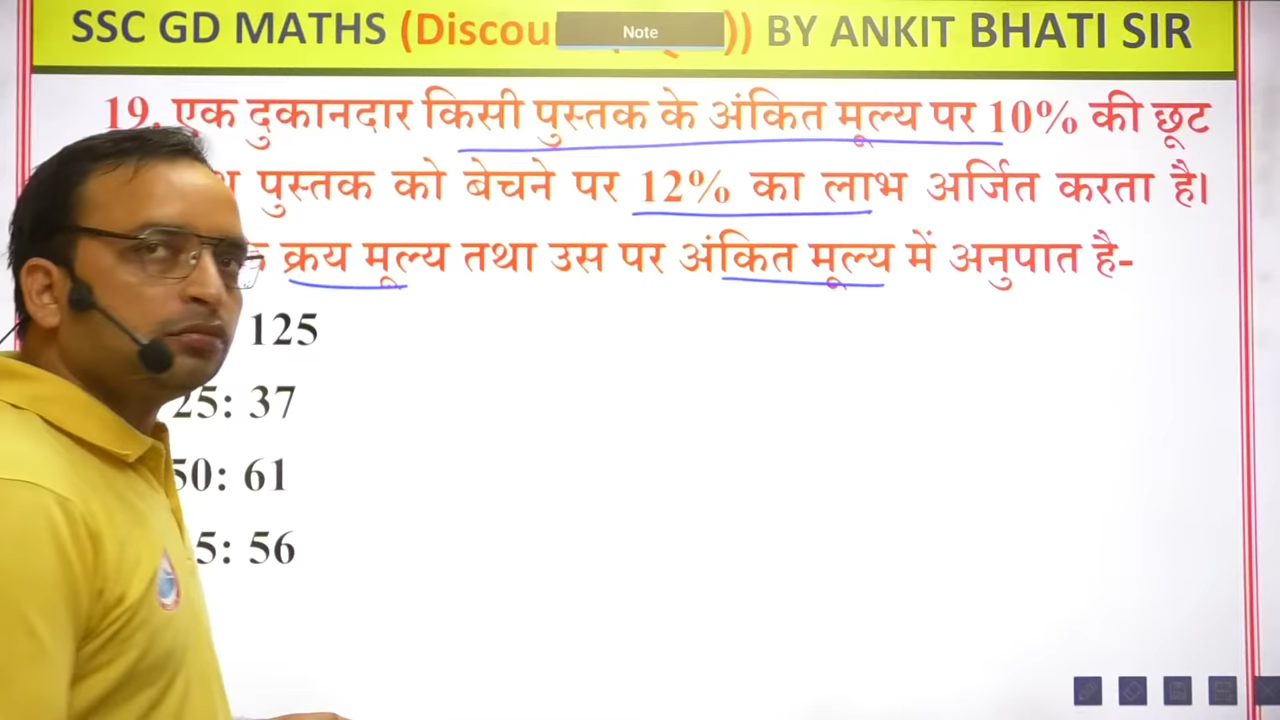 SSC GD MATHS (Discou )) BY ANKIT BHATI SIR
Note
19. एक दुकानदार किसी पुस्तक के अंकित मूल्य पर 10% की छूट
पुस्तक को बेचने पर 12% का लाभ अर्जित करता है।
क्रय मूल्य तथा उस पर अंकित मूल्य में अनुपात है-
125
25: 37
50: 61
5: 56